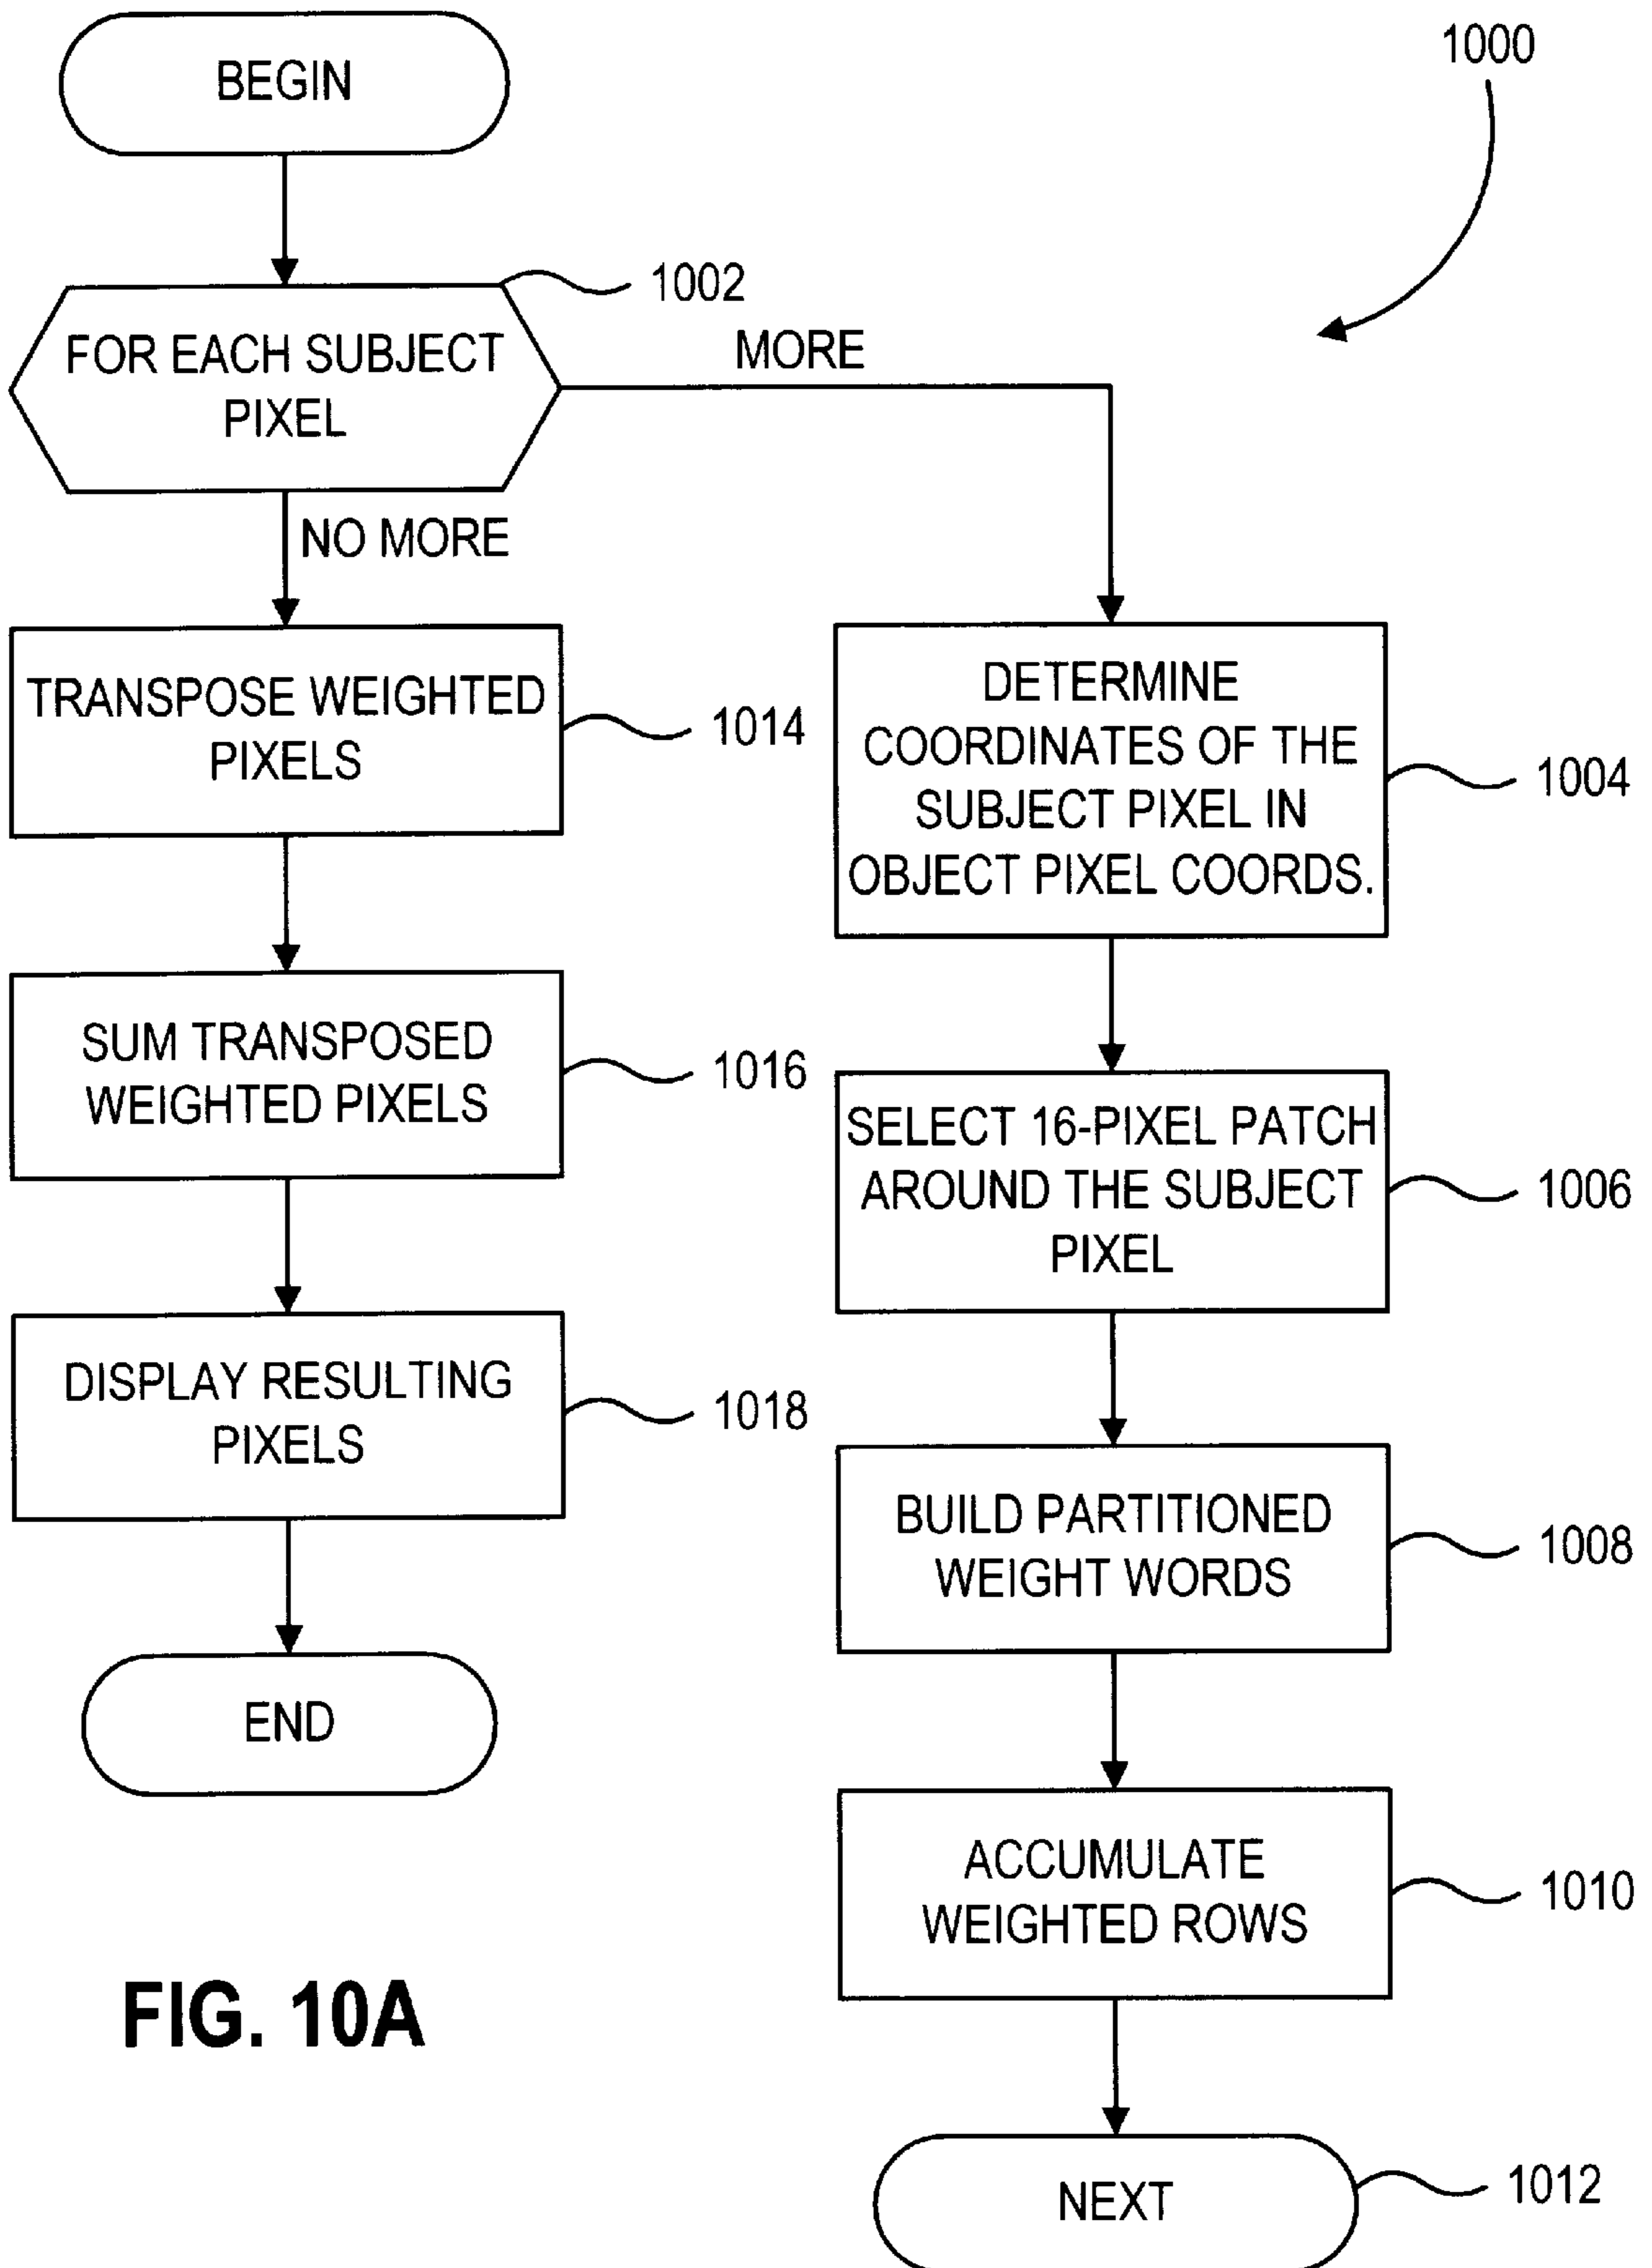 BEGIN
1000
1002
FOR EACH SUBJECT
PIXEL
MORE
NO MORE
TRANSPOSE WEIGHTED
PIXELS
1014
SUM TRANSPOSED
WEIGHTED PIXELS
1016
DISPLAY RESULTING
PIXELS
1018
END
DETERMINE
COORDINATES OF THE
SUBJECT PIXEL IN
OBJECT PIXEL COORDS.
1004
SELECT 16-PIXEL PATCH
AROUND THE SUBJECT
PIXEL
1006
BUILD PARTITIONED
WEIGHT WORDS
1008
ACCUMULATE
WEIGHTED ROWS
1010
NEXT
1012
FIG. 10A